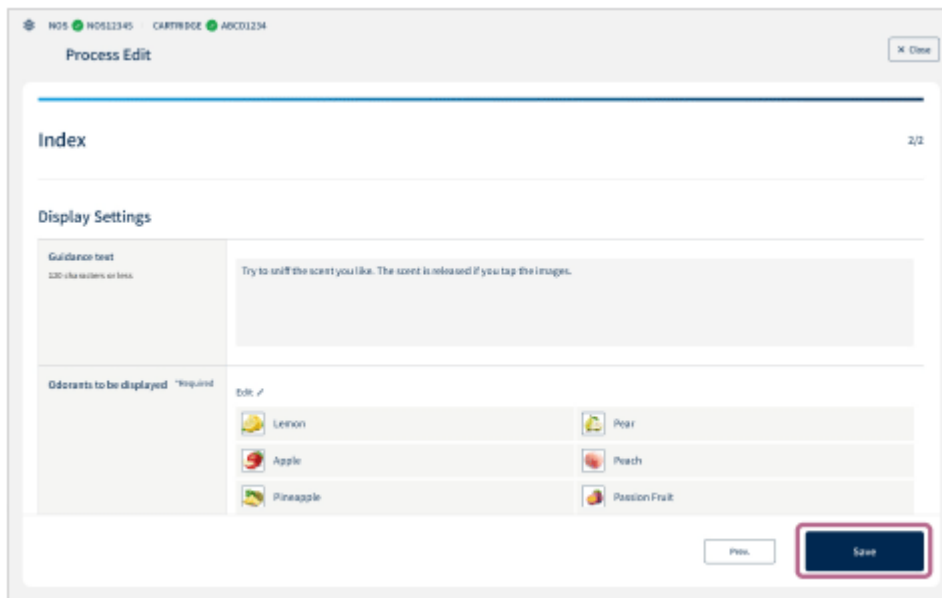 NOS NOS12345 CARTRIDGE ABCD1234
Process Edit
× Close
Index
2/2
Display Settings
Guidance text
120 characters or less
Try to sniff the scent you like. The scent is released if you tap the images.
Odorants to be displayed *Required
Edit
Lemon
Pear
Apple
Peach
Pineapple
Passion Fruit
Prev.
Save